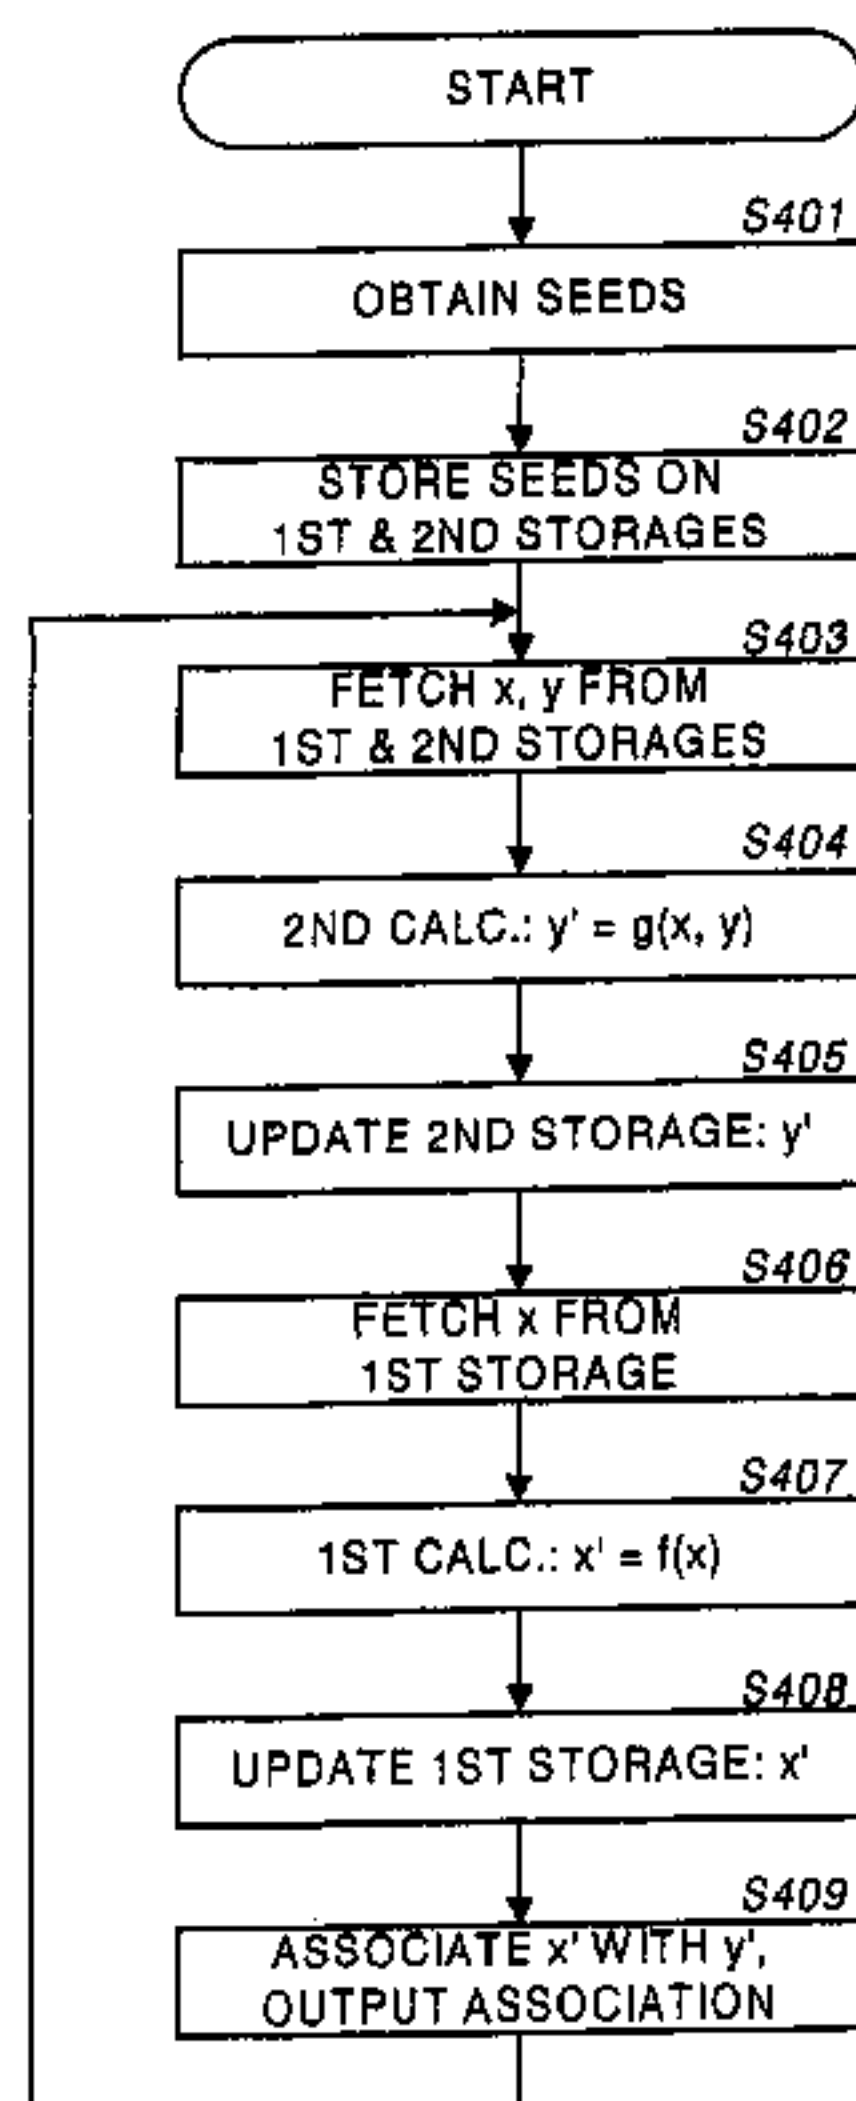 START
S401
OBTAIN SEEDS
S402
STORE SEEDS ON
1ST & 2ND STORAGES
S403
FETCH x, y FROM
1ST & 2ND STORAGES
S404
2ND CALC.: y' = g(x, y)
S405
UPDATE 2ND STORAGE: y'
S406
FETCH x FROM
1ST STORAGE
S407
1ST CALC.: x' = f(x)
S408
UPDATE 1ST STORAGE: x'
S409
ASSOCIATE x' WITH y',
OUTPUT ASSOCIATION